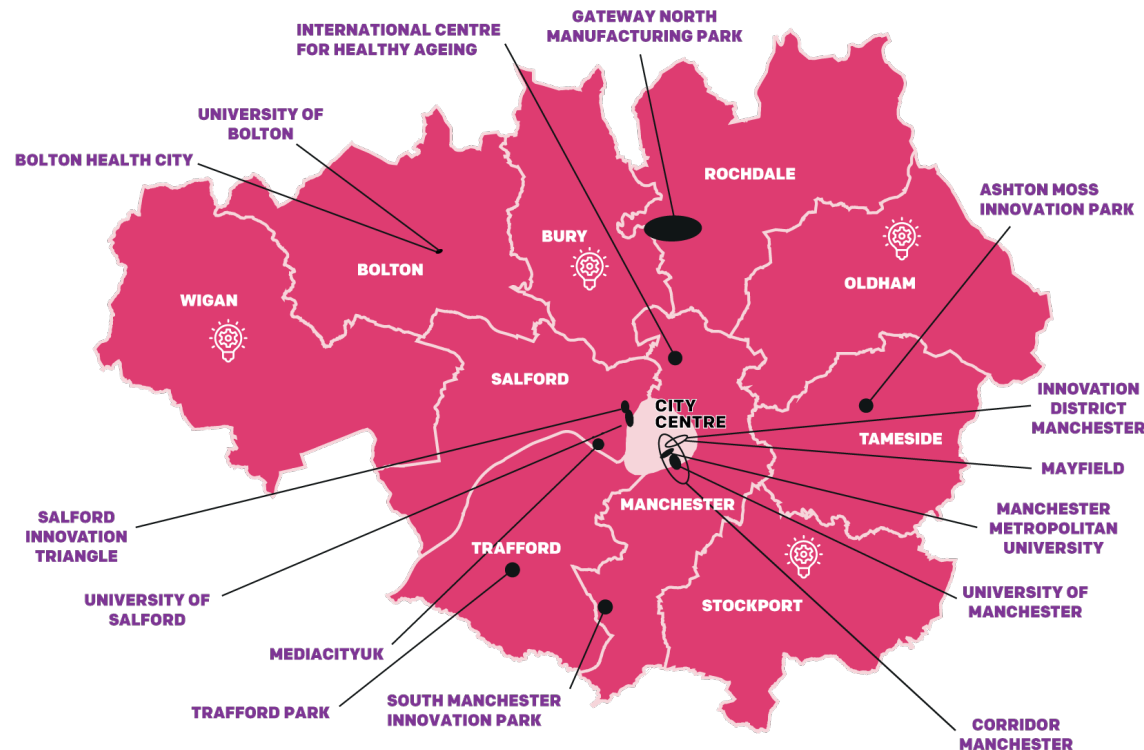 INTERNATIONAL CENTRE
FOR HEALTHY AGEING
GATEWAY NORTH
MANUFACTURING PARK
UNIVERSITY OF
BOLTON
BOLTON HEALTH CITY
ROCHDALE
ASHTON MOSS
INNOVATION PARK
BURY
BOLTON
OLDHAM
WIGAN
SALFORD
CITY
CENTRE
INNOVATION
DISTRICT
MANCHESTER
TAMESIDE
MAYFIELD
MANCHESTER
SALFORD
INNOVATION
TRIANGLE
MANCHESTER
METROPOLITAN
UNIVERSITY
TRAFFORD
UNIVERSITY OF
SALFORD
STOCKPORT
UNIVERSITY OF
MANCHESTER
MEDIACITYUK
TRAFFORD PARK
SOUTH MANCHESTER
INNOVATION PARK
CORRIDOR
MANCHESTER